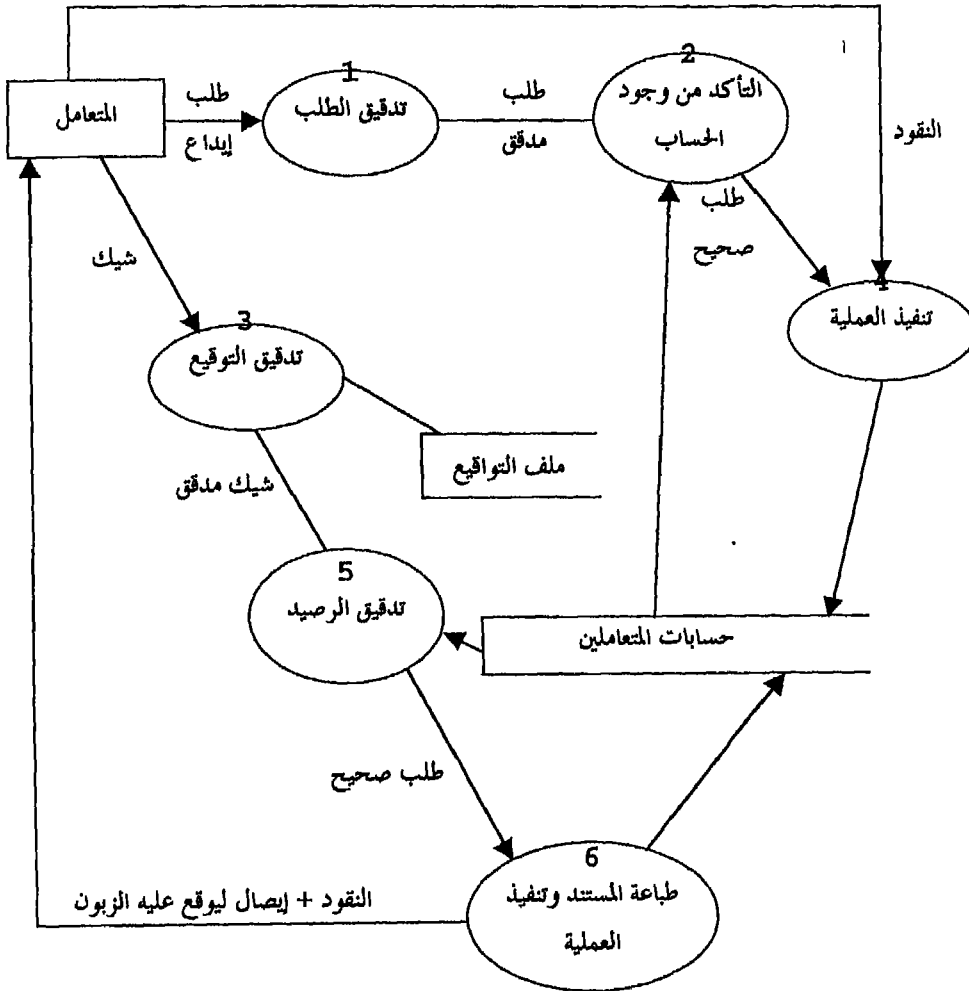 المتعامل
طلب
إيداع
1
تدقيق الطلب
طلب
مدقق
2
التأكد من وجود
الحساب
النقود
طلب
صحيح
4
تنفيذ العملية
شيك
3
تدقيق التوقيع
ملف التواقيع
شيك مدقق
5
تدقيق الرصيد
حسابات المتعاملين
طلب صحيح
6
طباعة المستند وتنفيذ
العملية
النقود + إيصال ليوقع عليه الزبون